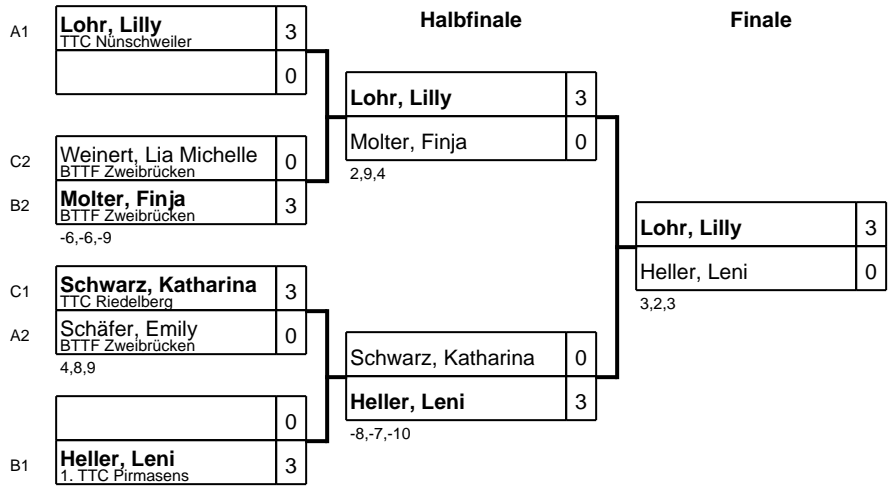 Halbfinale
Finale
A1 Lohr, Lilly 3
TTC Nünschweiler
0
Lohr, Lilly 3
Molter, Finja 0
2,9,4
C2 Weinert, Lia Michelle 0
BTTF Zweibrücken
B2 Molter, Finja 3
BTTF Zweibrücken
-6,-6,-9
Lohr, Lilly 3
Heller, Leni 0
3,2,3
C1 Schwarz, Katharina 3
TTC Riedelberg
A2 Schäfer, Emily 0
BTTF Zweibrücken
4,8,9
Schwarz, Katharina 0
Heller, Leni 3
-8,-7,-10
0
B1 Heller, Leni 3
1. TTC Pirmasens